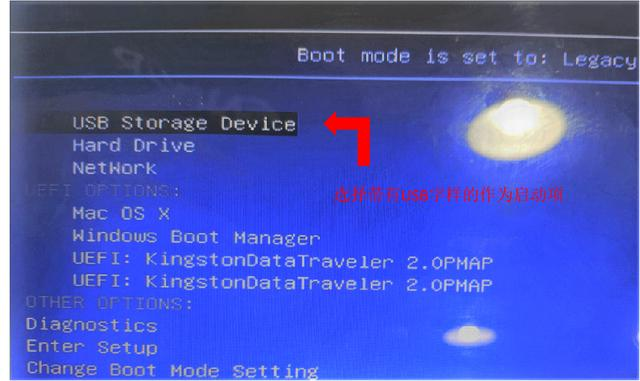 Boot mode is set to: Legacy
USB Storage Device
Hard Drive
NetWork
选择带有USB字样的作为启动项
UEFI OPTIONS:
Mac OS X
Windows Boot Manager
UEFI: KingstonDataTraveler 2.0PMAP
UEFI: KingstonDataTraveler 2.0PMAP
OTHER OPTIONS:
Diagnostics
Enter Setup
Change Boot Mode Setting